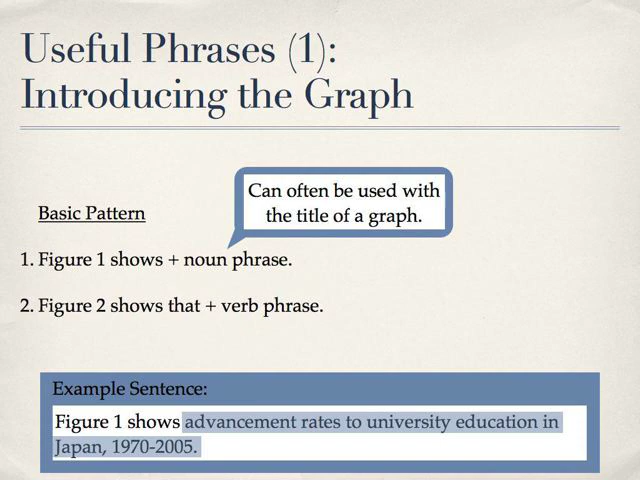 Useful Phrases (1):
Introducing the Graph
Can often be used with
the title of a graph.
Basic Pattern
1. Figure 1 shows + noun phrase.
2. Figure 2 shows that + verb phrase.
Example Sentence:
Figure 1 shows advancement rates to university education in
Japan, 1970-2005.